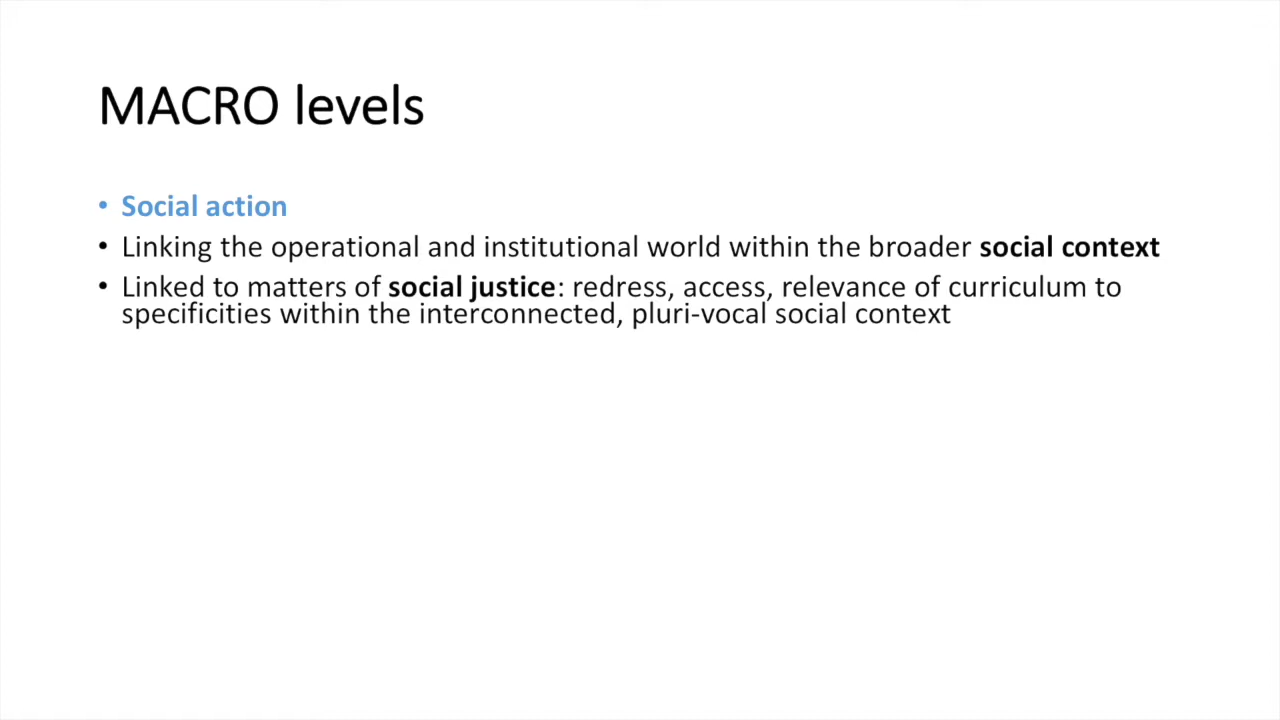 MACRO levels
• Social action
• Linking the operational and institutional world within the broader social context
• Linked to matters of social justice: redress, access, relevance of curriculum to
specificities within the interconnected, pluri-vocal social context